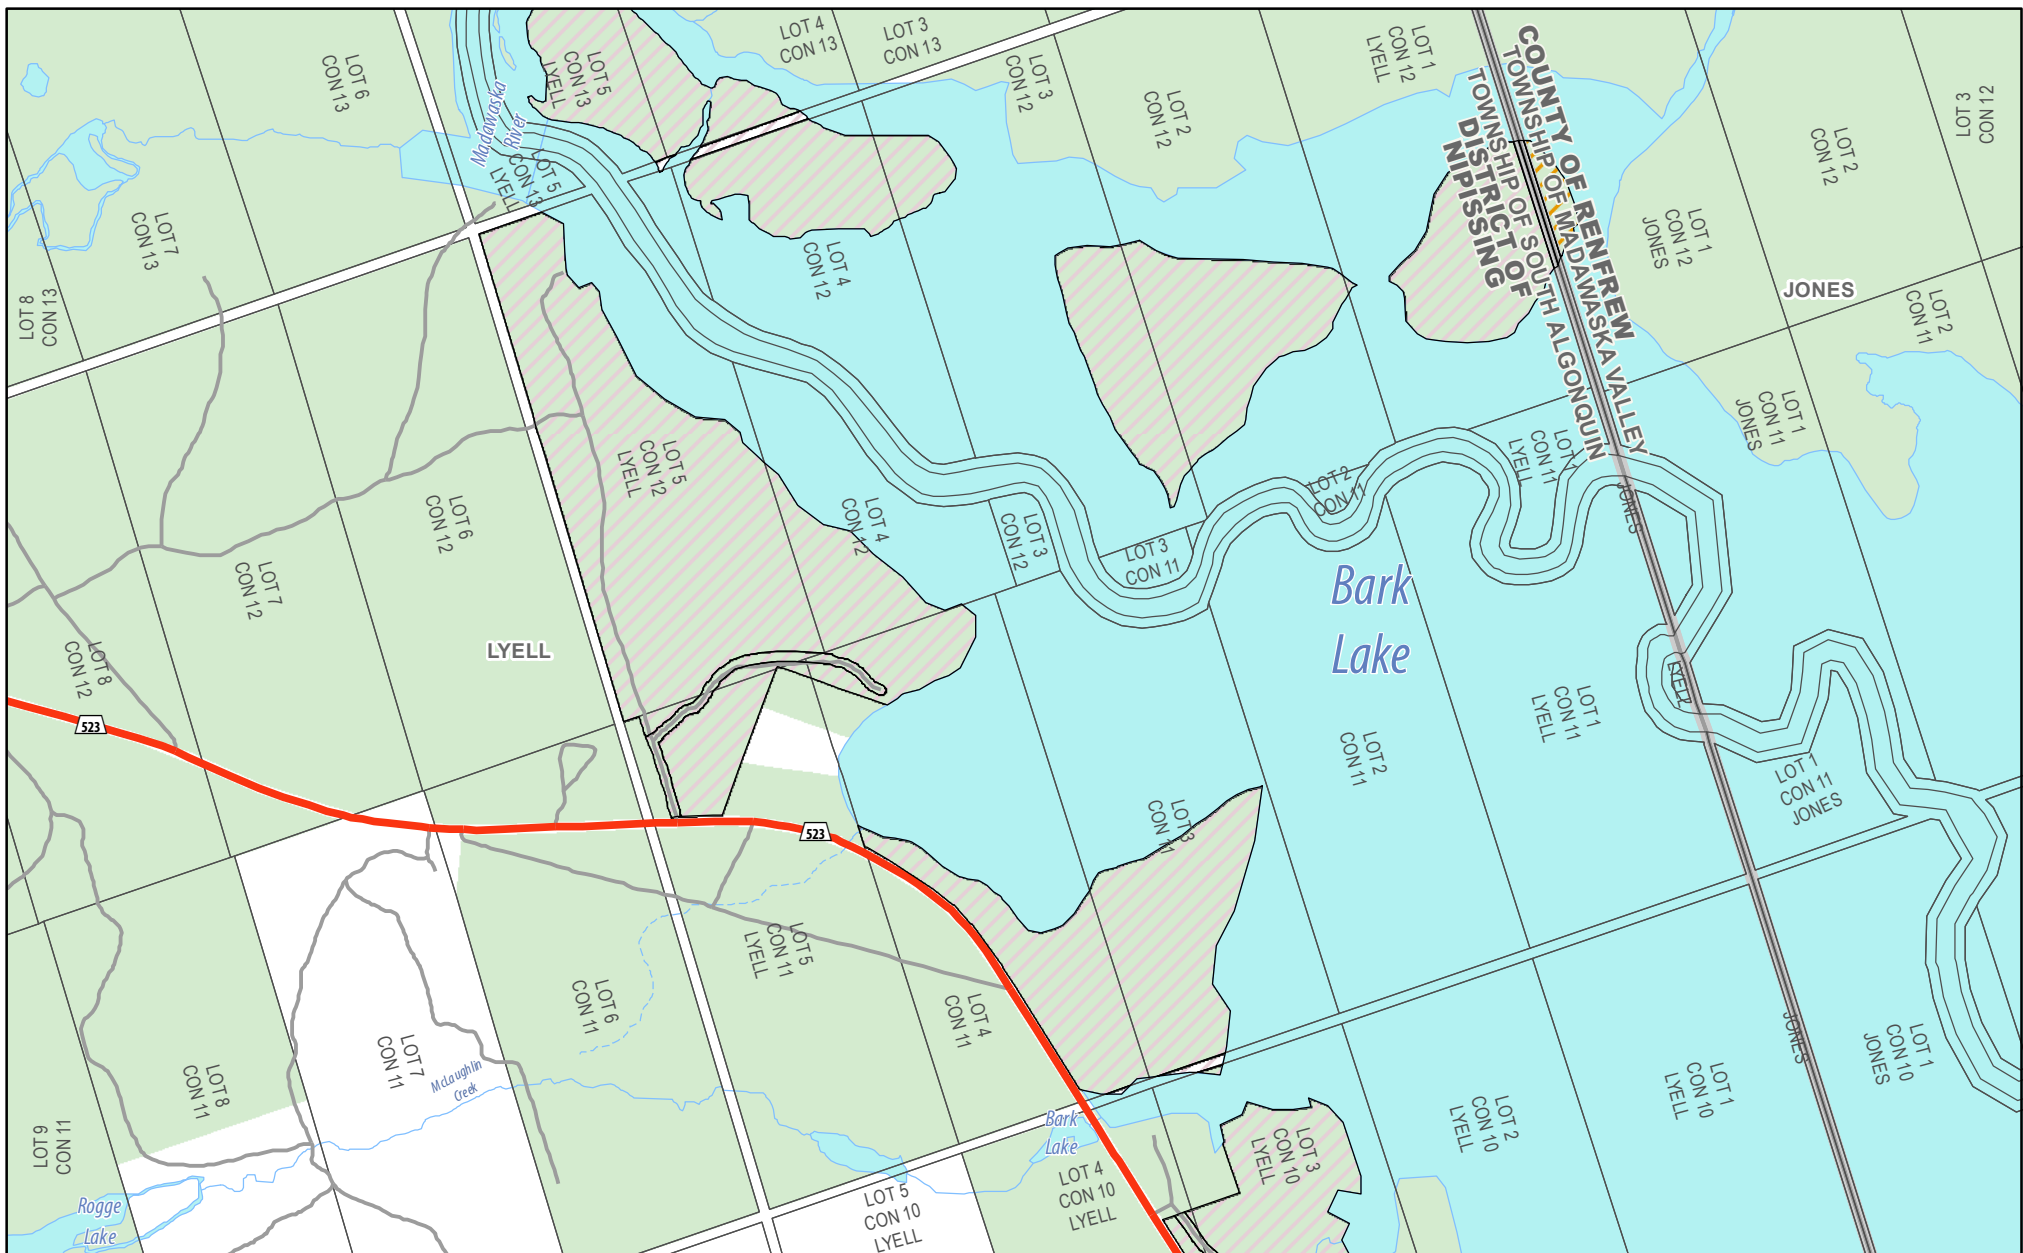 LOT 6
CON 13
LOT 5
CON 13
LYELL
LOT 4
CON 13
LOT 3
CON 13
LOT 3
CON 12
LOT 2
CON 12
LOT 1
CON 12
LYELL
COUNTY OF RENFREW
TOWNSHIP OF MADAWASKA VALLEY
TOWNSHIP OF SOUTH ALGONQUIN
DISTRICT OF
NIPISSING
LOT 2
CON 12
LOT 3
CON 12
Madawaska
River
LOT 5
CON 13
LYELL
LOT 7
CON 13
LOT 8
CON 13
LOT 4
CON 12
LOT 1
CON 12
JONES
JONES
LOT 2
CON 11
LOT 1
CON 11
JONES
LOT 5
CON 12
LYELL
LOT 6
CON 12
LOT 7
CON 12
LOT 4
CON 12
LOT 3
CON 12
LOT 3
CON 11
LOT 2
CON 11
LOT 1
CON 11
LYELL
JONES
Bark
Lake
LYELL
LOT 8
CON 12
523
LYELL
LOT 1
CON 11
LYELL
LOT 2
CON 11
LOT 1
CON 11
JONES
523
LOT 3
CON 11
LOT 5
CON 11
LYELL
LOT 6
CON 11
LOT 4
CON 11
LOT 7
CON 11
LOT 8
CON 11
McLaughlin
Creek
JONES
LOT 1
CON 10
JONES
LOT 1
CON 10
LYELL
LOT 2
CON 10
LYELL
LOT 3
CON 10
LYELL
Bark
Lake
LOT 4
CON 10
LYELL
LOT 5
CON 10
LYELL
LOT 9
CON 11
Rogge
Lake